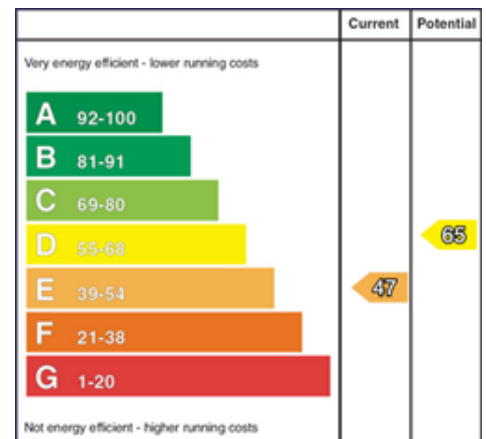 Current Potential
Very energy efficient - lower running costs
A 92-100
B 81-91
C 69-80
D 55-68
65
E 39-54
47
F 21-38
G 1-20
Not energy efficient - higher running costs